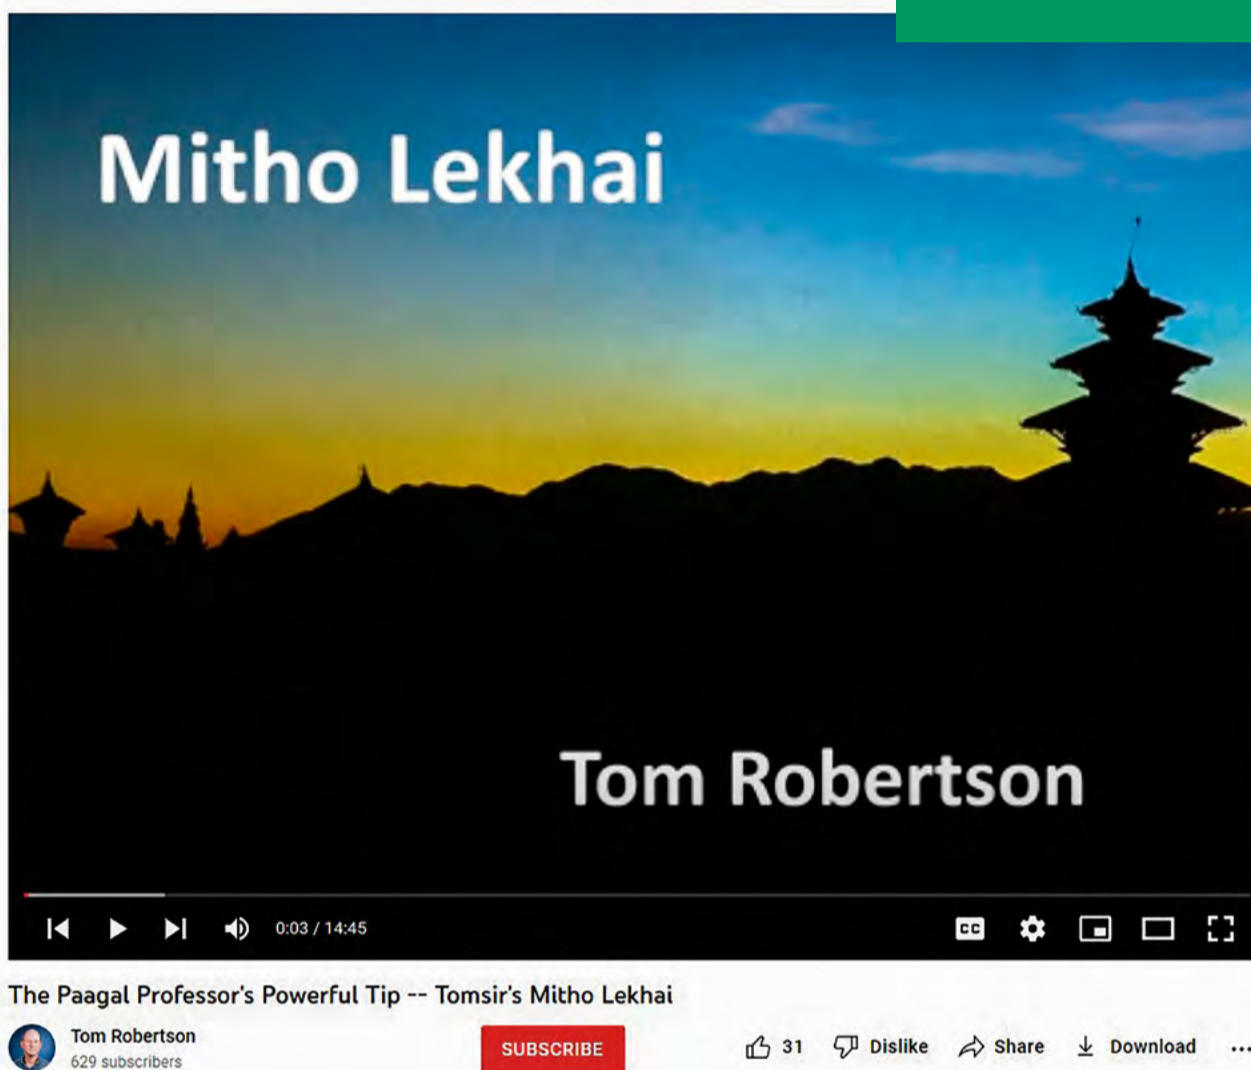 Mitho Lekhai
Tom Robertson
0:03 / 14:45
CC
The Paagal Professor's Powerful Tip -- Tomsir's Mitho Lekhai
Tom Robertson
629 subscribers
SUBSCRIBE
31
Dislike
Share
Download